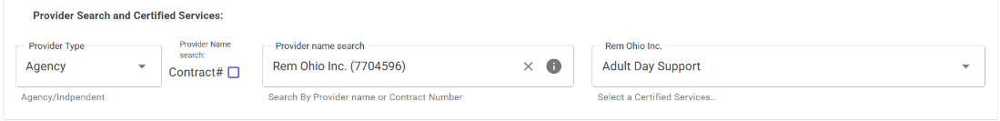 Provider Search and Certified Services:
Provider Type
Agency
Agency/Indpendent
Provider Name
search:
Contract#
Provider name search
Rem Ohio Inc. (7704596)
Search By Provider name or Contract Number
Rem Ohio Inc.
Adult Day Support
Select a Certified Services..